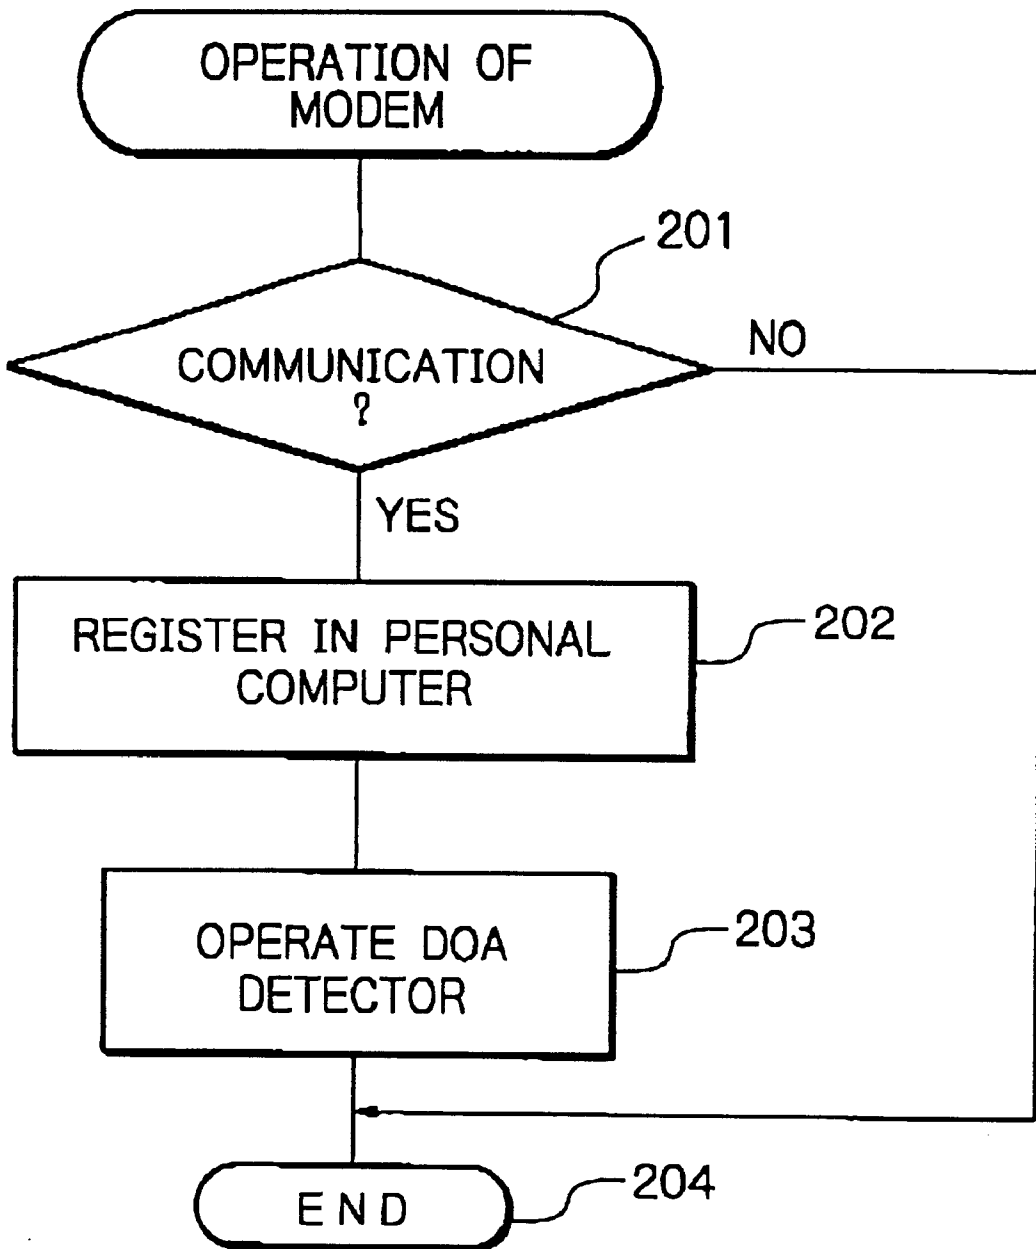 OPERATION OF
MODEM
201
COMMUNICATION
?
NO
YES
REGISTER IN PERSONAL
COMPUTER
202
OPERATE DOA
DETECTOR
203
END
204